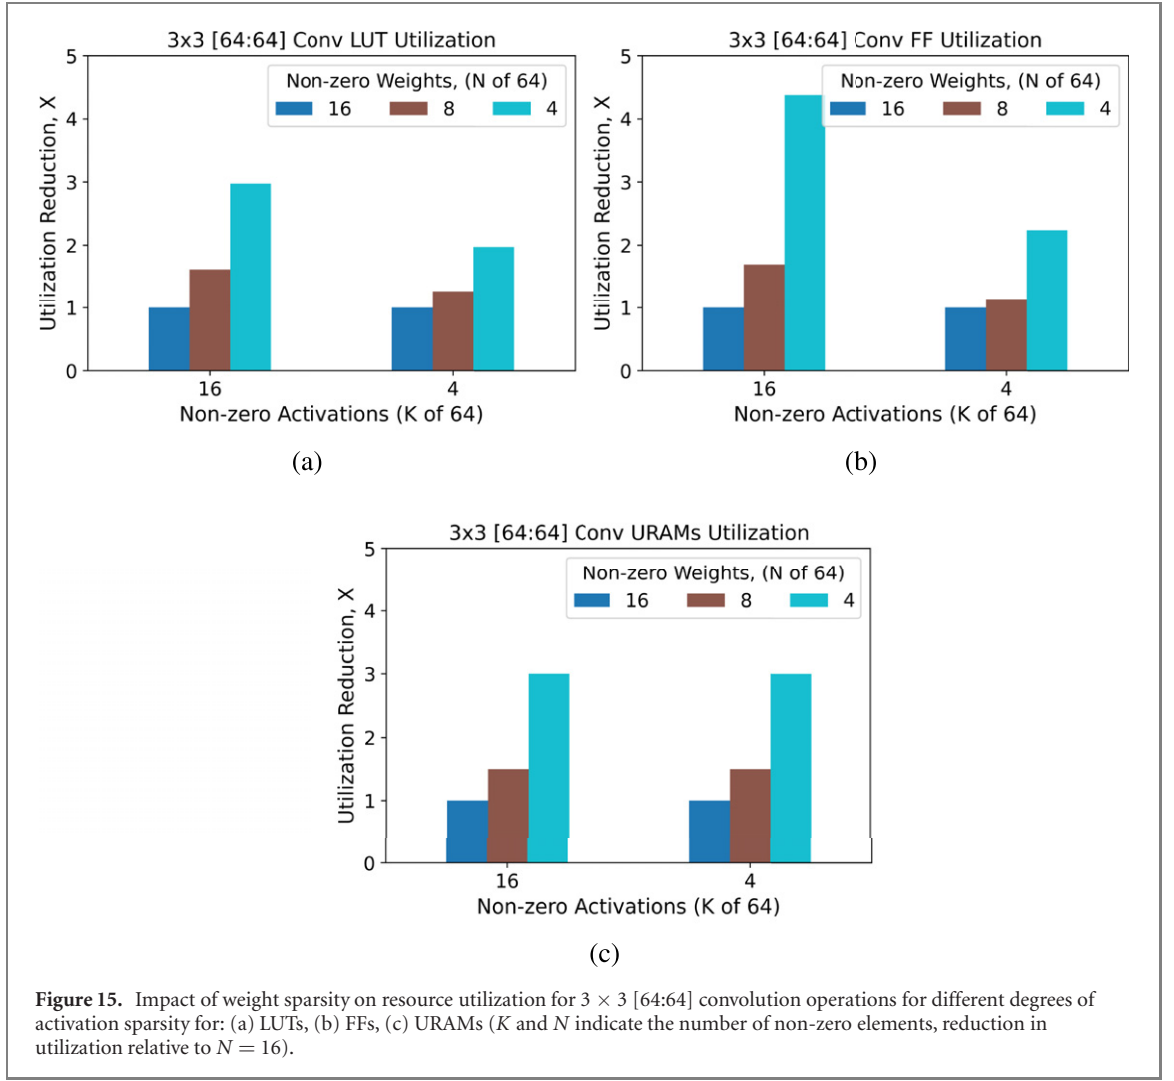 3x3 [64:64] Conv LUT Utilization
Non-zero Weights, (N of 64)
16 8 4
Utilization Reduction, X
5
4
3
2
1
0
16 4
Non-zero Activations (K of 64)
(a)
3x3 [64:64] Conv FF Utilization
Non-zero Weights, (N of 64)
16 8 4
Utilization Reduction, X
5
4
3
2
1
0
16 4
Non-zero Activations (K of 64)
(b)
3x3 [64:64] Conv URAMs Utilization
Non-zero Weights, (N of 64)
16 8 4
Utilization Reduction, X
5
4
3
2
1
0
16 4
Non-zero Activations (K of 64)
(c)
Figure 15. Impact of weight sparsity on resource utilization for 3 × 3 [64:64] convolution operations for different degrees of
activation sparsity for: (a) LUTs, (b) FFs, (c) URAMs (K and N indicate the number of non-zero elements, reduction in
utilization relative to N = 16).